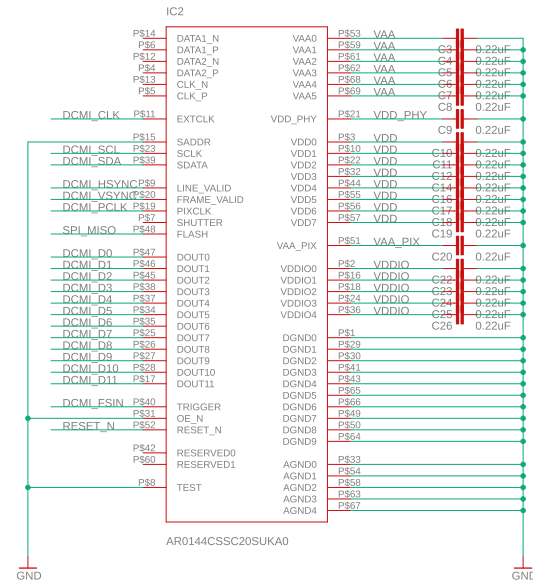 IC2
P$14 DATA1_N VAA0 P$53 VAA
P$6 DATA1_P VAA1 P$59 VAA C3 0.22uF
P$12 DATA2_N VAA2 P$61 VAA C4 0.22uF
P$4 DATA2_P VAA3 P$62 VAA C5 0.22uF
P$13 CLK_N VAA4 P$68 VAA C6 0.22uF
P$5 CLK_P VAA5 P$69 VAA C7 0.22uF
C8 0.22uF
DCMI_CLK P$11 EXTCLK VDD_PHY P$21 VDD_PHY
C9 0.22uF
P$15 SADDR VDD0 P$3 VDD
DCMI_SCL P$23 SCLK VDD1 P$10 VDD C10 0.22uF
DCMI_SDA P$39 SDATA VDD2 P$22 VDD C11 0.22uF
VDD3 P$32 VDD C12 0.22uF
DCMI_HSYNC P$9 LINE_VALID VDD4 P$44 VDD C14 0.22uF
DCMI_VSYNC P$20 FRAME_VALID VDD5 P$55 VDD C16 0.22uF
DCMI_PCLK P$19 PIXCLK VDD6 P$56 VDD C17 0.22uF
P$7 SHUTTER VDD7 P$57 VDD C18 0.22uF
SPI_MISO P$48 FLASH C19 0.22uF
VAA_PIX P$51 VAA_PIX
DCMI_D0 P$47 DOUT0 C20 0.22uF
DCMI_D1 P$46 DOUT1 VDDIO0 P$2 VDDIO
DCMI_D2 P$45 DOUT2 VDDIO1 P$16 VDDIO C22 0.22uF
DCMI_D3 P$38 DOUT3 VDDIO2 P$18 VDDIO C23 0.22uF
DCMI_D4 P$37 DOUT4 VDDIO3 P$24 VDDIO C24 0.22uF
DCMI_D5 P$34 DOUT5 VDDIO4 P$36 VDDIO C25 0.22uF
DCMI_D6 P$35 DOUT6 C26 0.22uF
DCMI_D7 P$25 DOUT7 DGND0 P$1
DCMI_D8 P$26 DOUT8 DGND1 P$29
DCMI_D9 P$27 DOUT9 DGND2 P$30
DCMI_D10 P$28 DOUT10 DGND3 P$41
DCMI_D11 P$17 DOUT11 DGND4 P$43
DGND5 P$65
DCMI_FSIN P$40 TRIGGER DGND6 P$66
P$31 OE_N DGND7 P$49
RESET_N P$52 RESET_N DGND8 P$50
DGND9 P$64
P$42 RESERVED0
P$60 RESERVED1 AGND0 P$33
AGND1 P$54
P$8 TEST AGND2 P$58
AGND3 P$63
AGND4 P$67
AR0144CSSC20SUKA0
GND GND